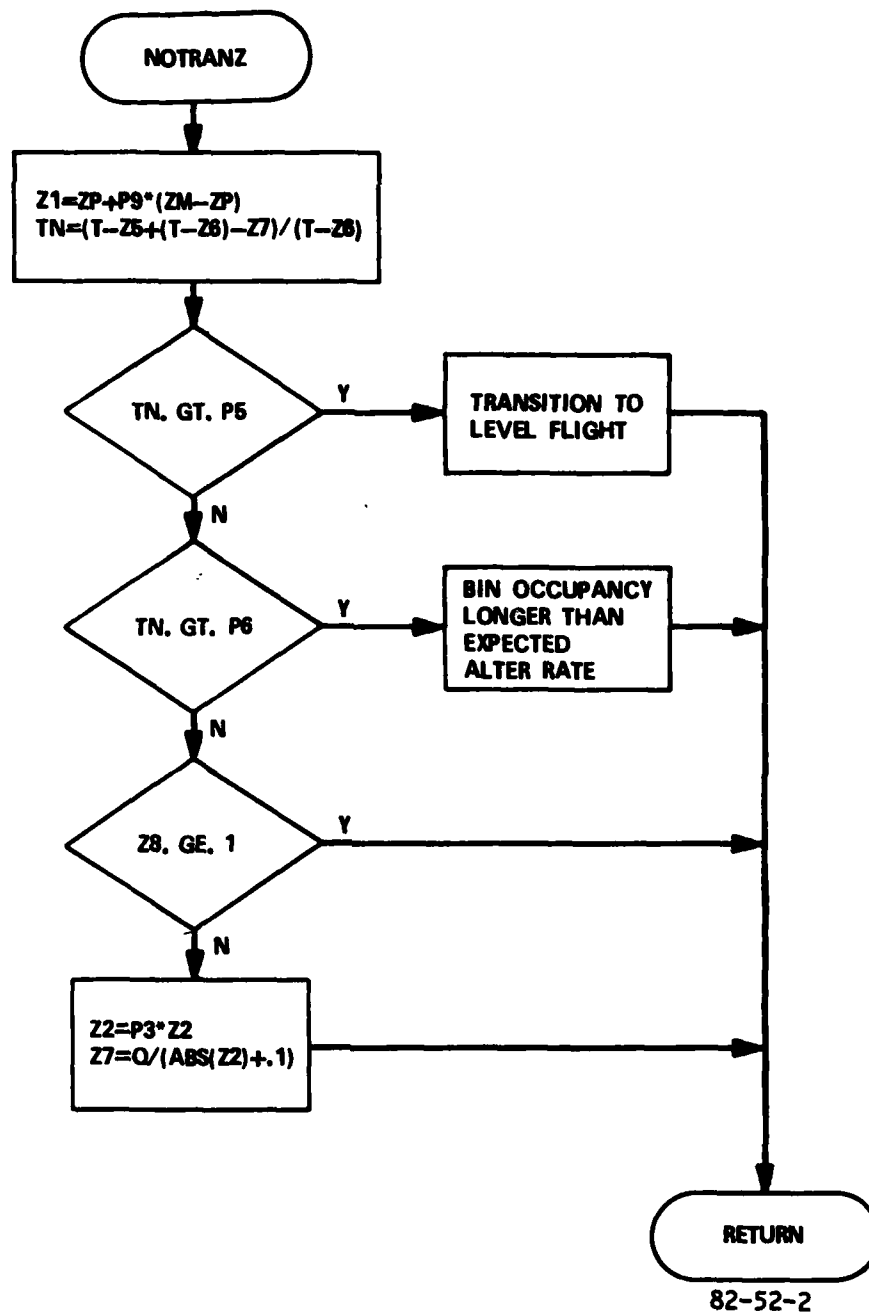 NOTRANZ
Z1=ZP+P9*(ZM-ZP)
TN=(T-Z5+(T-Z6)-Z7)/(T-Z6)
TN. GT. P5
Y
TRANSITION TO
LEVEL FLIGHT
N
TN. GT. P6
Y
BIN OCCUPANCY
LONGER THAN
EXPECTED
ALTER RATE
N
Z8. GE. 1
Y
N
Z2=P3*Z2
Z7=Q/(ABS(Z2)+.1)
RETURN
82-52-2